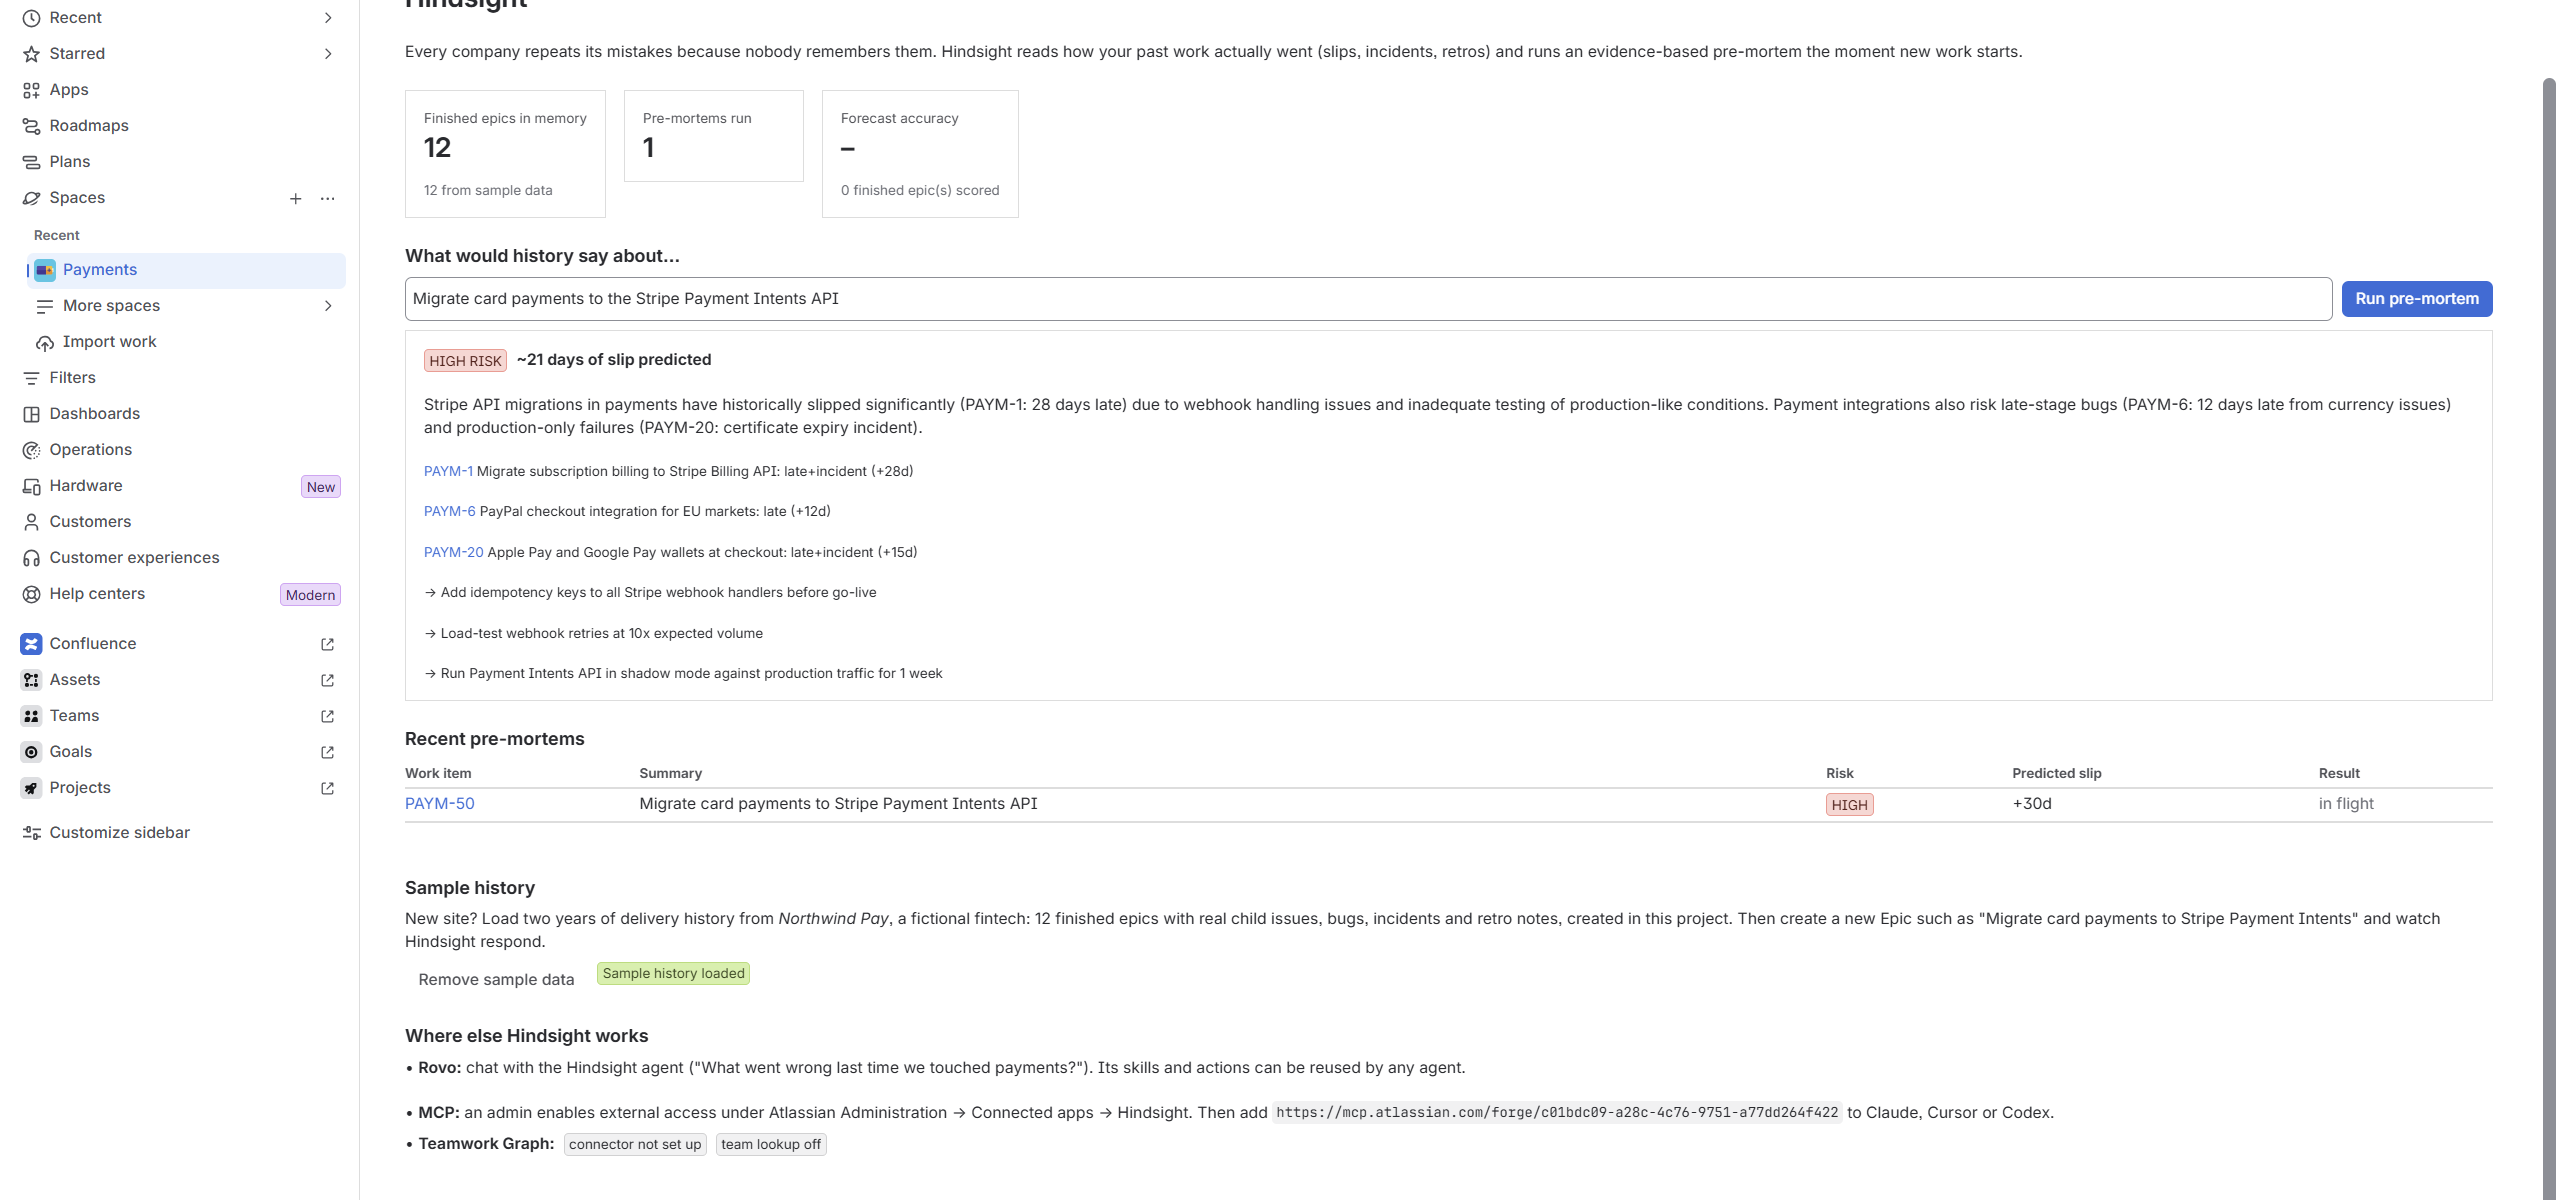 Recent
Starred
Apps
Roadmaps
Plans
Spaces
Recent
Payments
More spaces
Import work
Filters
Dashboards
Operations
Hardware
New
Customers
Customer experiences
Help centers
Modern
Confluence
Assets
Teams
Goals
Projects
Customize sidebar
Hindsight
Every company repeats its mistakes because nobody remembers them. Hindsight reads how your past work actually went (slips, incidents, retros) and runs an evidence-based pre-mortem the moment new work starts.
Finished epics in memory
12
12 from sample data
Pre-mortems run
1
Forecast accuracy
–
0 finished epic(s) scored
What would history say about...
Migrate card payments to the Stripe Payment Intents API
Run pre-mortem
HIGH RISK ~21 days of slip predicted
Stripe API migrations in payments have historically slipped significantly (PAYM-1: 28 days late) due to webhook handling issues and inadequate testing of production-like conditions. Payment integrations also risk late-stage bugs (PAYM-6: 12 days late from currency issues)
and production-only failures (PAYM-20: certificate expiry incident).
PAYM-1 Migrate subscription billing to Stripe Billing API: late+incident (+28d)
PAYM-6 PayPal checkout integration for EU markets: late (+12d)
PAYM-20 Apple Pay and Google Pay wallets at checkout: late+incident (+15d)
→ Add idempotency keys to all Stripe webhook handlers before go-live
→ Load-test webhook retries at 10x expected volume
→ Run Payment Intents API in shadow mode against production traffic for 1 week
Recent pre-mortems
Work item Summary Risk Predicted slip Result
PAYM-50 Migrate card payments to Stripe Payment Intents API HIGH +30d in flight
Sample history
New site? Load two years of delivery history from Northwind Pay, a fictional fintech: 12 finished epics with real child issues, bugs, incidents and retro notes, created in this project. Then create a new Epic such as "Migrate card payments to Stripe Payment Intents" and watch
Hindsight respond.
Remove sample data Sample history loaded
Where else Hindsight works
• Rovo: chat with the Hindsight agent ("What went wrong last time we touched payments?"). Its skills and actions can be reused by any agent.
• MCP: an admin enables external access under Atlassian Administration → Connected apps → Hindsight. Then add https://mcp.atlassian.com/forge/c01bdc09-a28c-4c76-9751-a77dd264f422 to Claude, Cursor or Codex.
• Teamwork Graph: connector not set up team lookup off